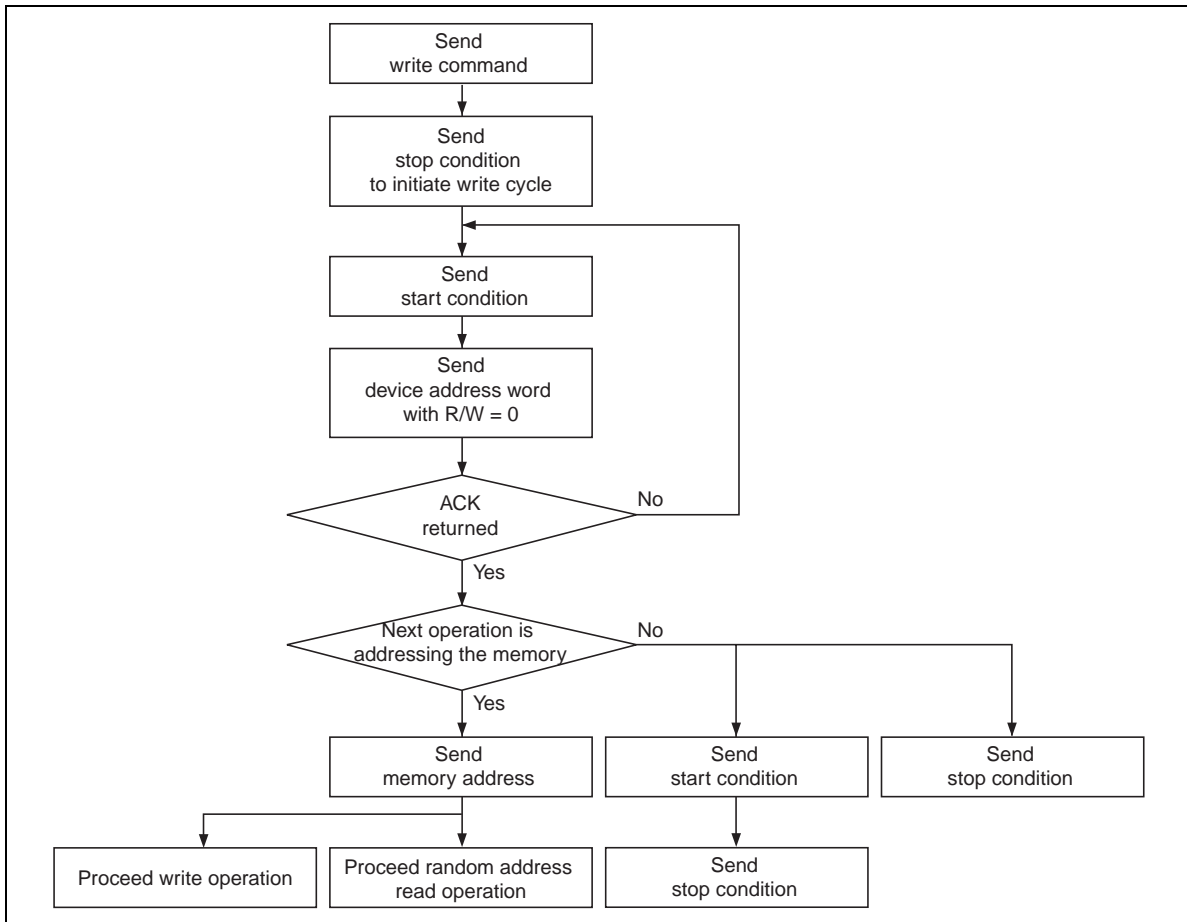 Send
write command
Send
stop condition
to initiate write cycle
Send
start condition
Send
device address word
with R/W = 0
ACK
returned
No
Yes
Next operation is
addressing the memory
No
Yes
Send
memory address
Send
start condition
Send
stop condition
Proceed write operation
Proceed random address
read operation
Send
stop condition